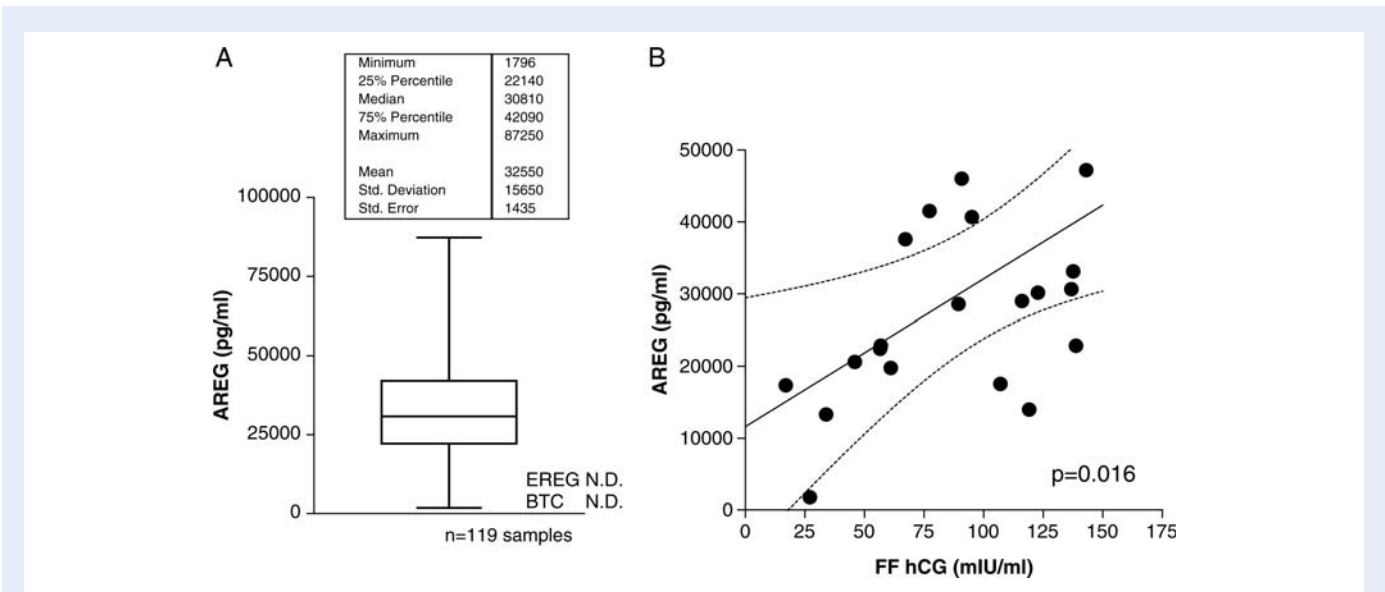 A
Minimum 1796
25% Percentile 22140
Median 30810
75% Percentile 42090
Maximum 87250
Mean 32550
Std. Deviation 15650
Std. Error 1435
100000
75000
50000
25000
0
AREG (pg/ml)
EREG N.D.
BTC N.D.
n=119 samples
B
50000
40000
30000
20000
10000
0
AREG (pg/ml)
p=0.016
0 25 50 75 100 125 150 175
FF hCG (mIU/ml)